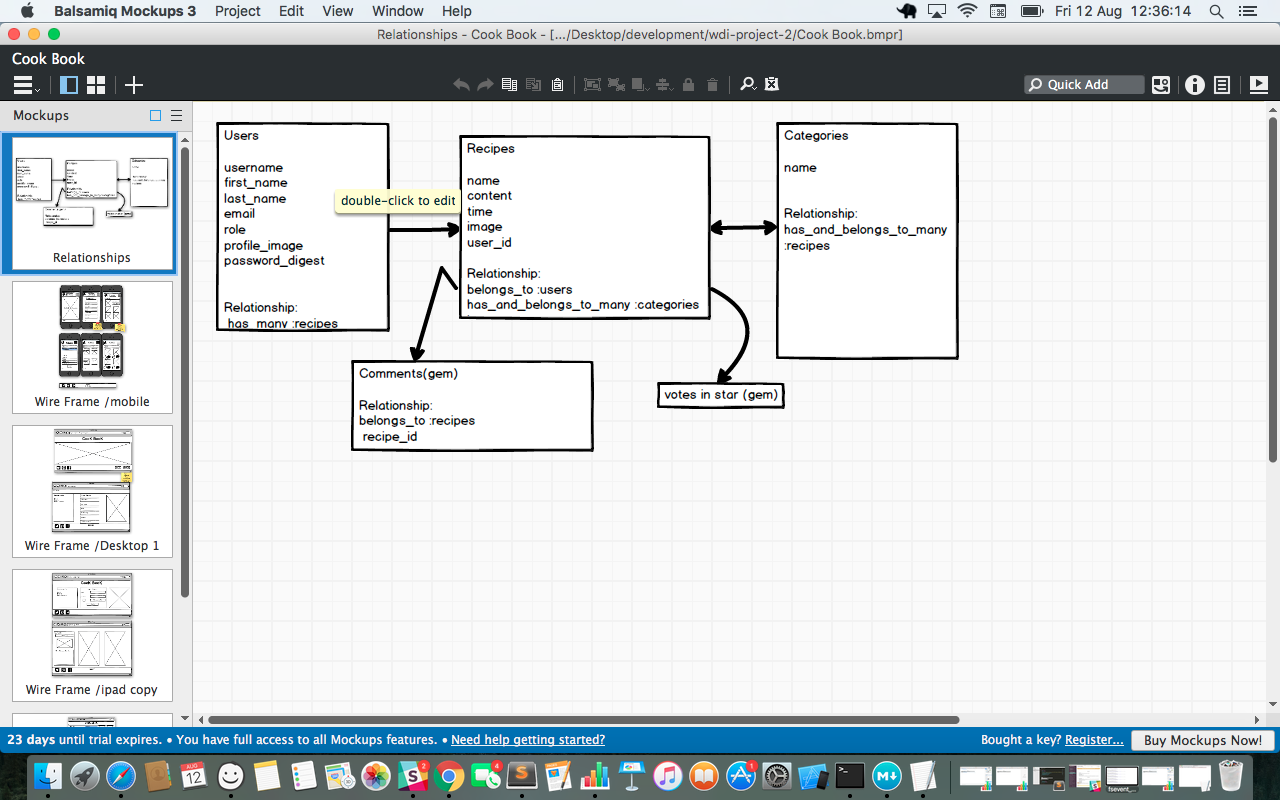 Balsamiq Mockups 3 Project Edit View Window Help Fri 12 Aug 12:36:14
Relationships - Cook Book - [.../Desktop/development/wdi-project-2/Cook Book.bmpr]
Cook Book
Quick Add
Mockups
Relationships
Wire Frame /mobile
Wire Frame /Desktop 1
Wire Frame /ipad copy
Users
username
first_name
last_name
email
role
profile_image
password_digest
Relationship:
has_many :recipes
double-click to edit
Recipes
name
content
time
image
user_id
Relationship:
belongs_to :users
has_and_belongs_to_many :categories
Categories
name
Relationship:
has_and_belongs_to_many
:recipes
Comments(gem)
Relationship:
belongs_to :recipes
recipe_id
votes in star (gem)
23 days until trial expires. • You have full access to all Mockups features. • Need help getting started?
Bought a key? Register... Buy Mockups Now!
AUG
12
2
4
1
fsevent_